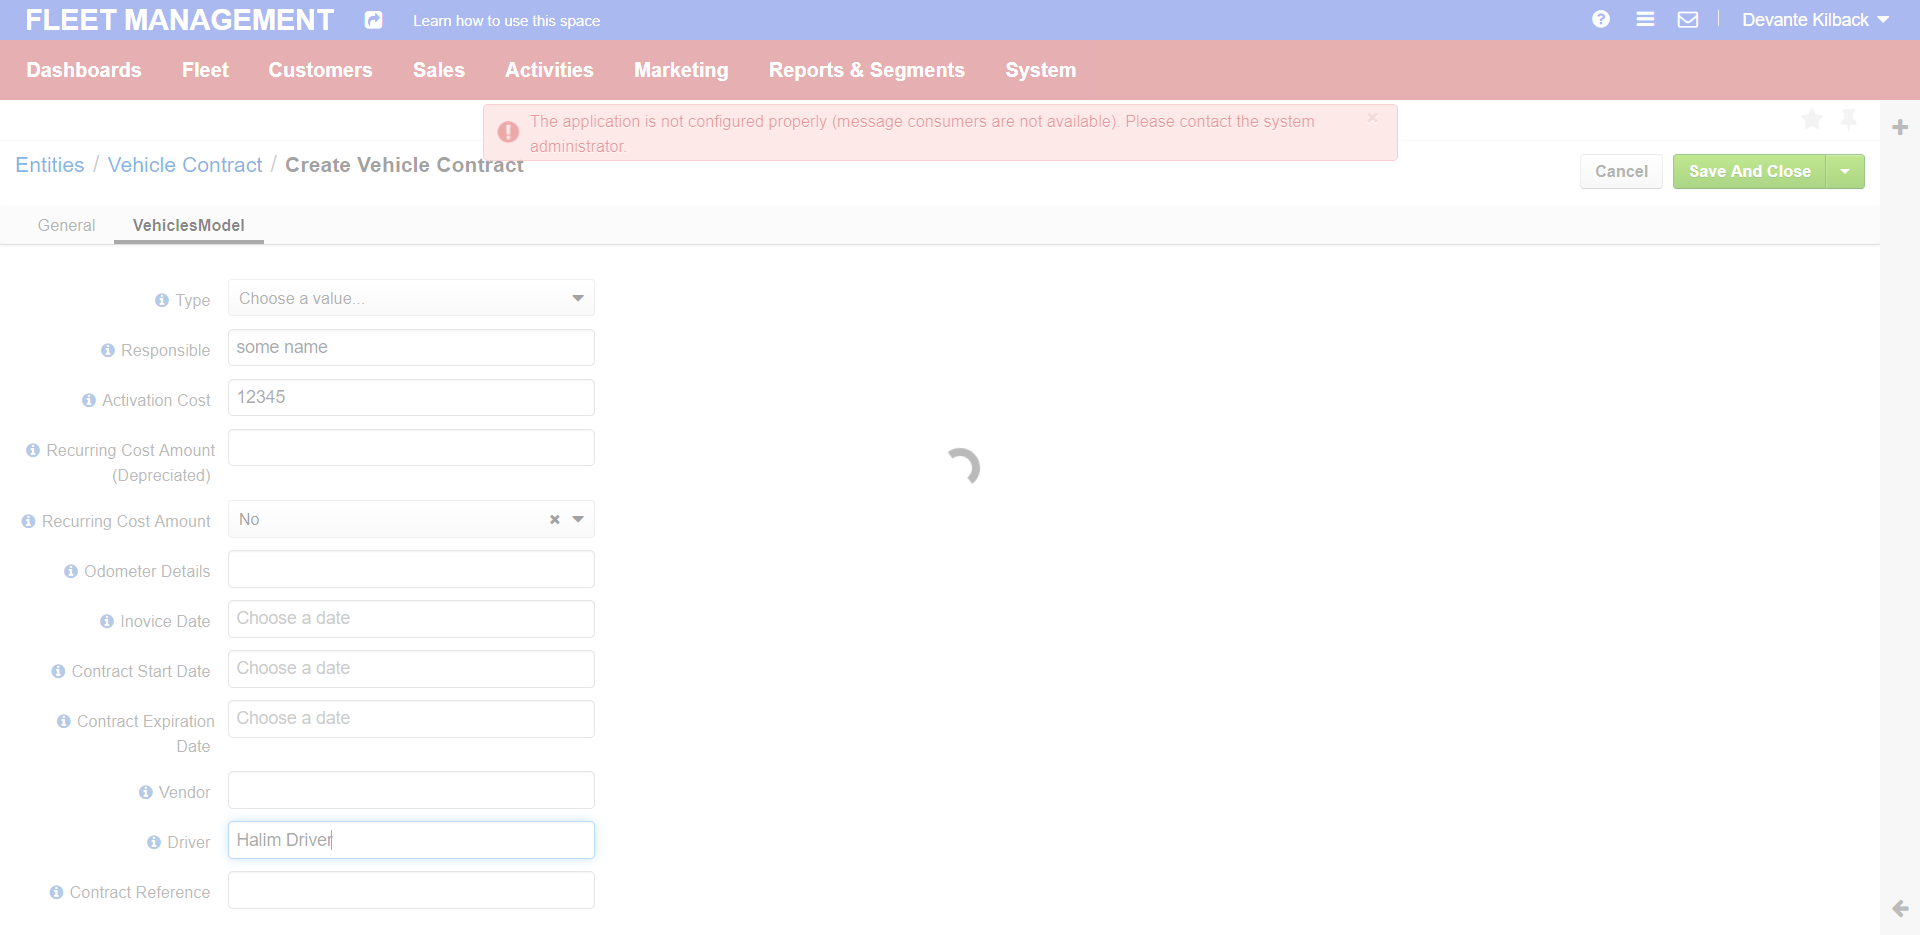 FLEET MANAGEMENT
Learn how to use this space
Devante Kilback
Dashboards Fleet Customers Sales Activities Marketing Reports & Segments System
The application is not configured properly (message consumers are not available). Please contact the system
administrator.
Entities / Vehicle Contract / Create Vehicle Contract
Cancel
Save And Close
General
VehiclesModel
Type
Choose a value...
Responsible
some name
Activation Cost
12345
Recurring Cost Amount
(Depreciated)
Recurring Cost Amount
No
Odometer Details
Inovice Date
Choose a date
Contract Start Date
Choose a date
Contract Expiration
Date
Choose a date
Vendor
Driver
Halim Driver
Contract Reference